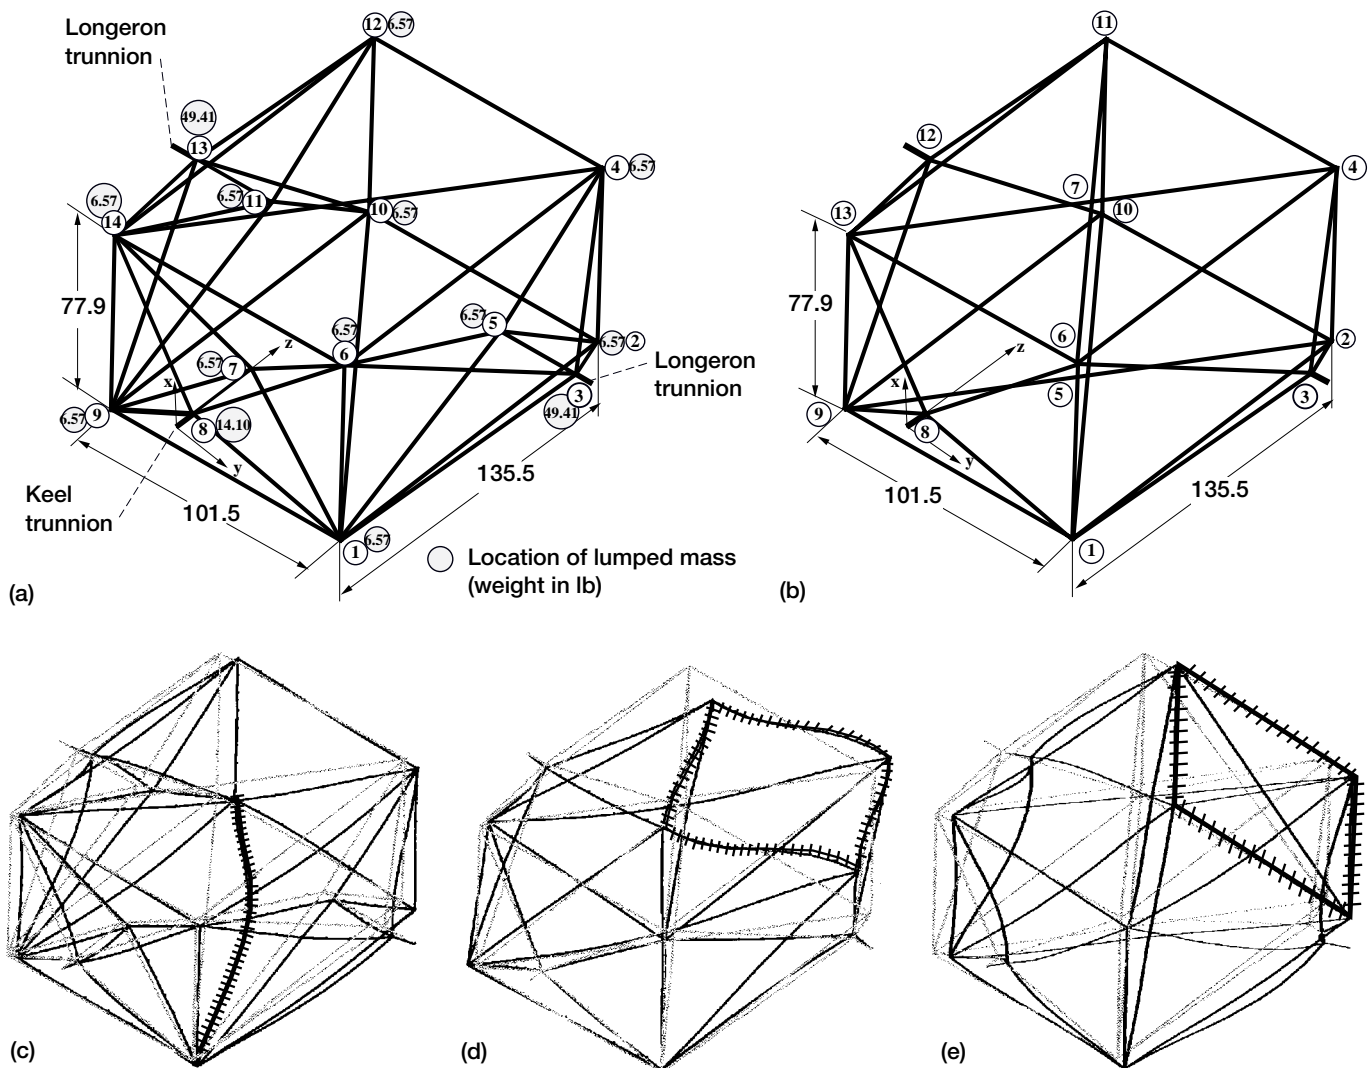 Longeron
trunnion
12 6.57
49.41
13
4 6.57
6.57
14
6.57 11
10 6.57
77.9
6.57
5
6.57
6
6.57 2
z
6.57 7
x
Longeron
trunnion
3
49.41
6.57 9
8 14.10
y
135.5
Keel
trunnion
101.5
1 6.57
Location of lumped mass
(weight in lb)
(a)
11
12
4
7
10
13
77.9
6
z
2
x
5
3
9
8
y
135.5
101.5
1
(b)
(c)
(d)
(e)